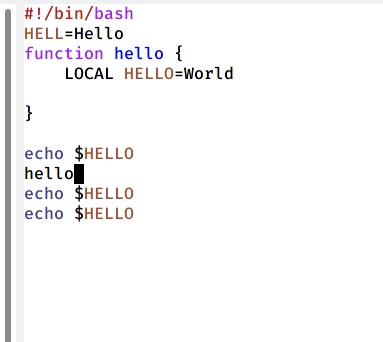 #!/bin/bash
HELL=Hello
function hello {
LOCAL HELLO=World
}
echo $HELLO
hello
echo $HELLO
echo $HELLO